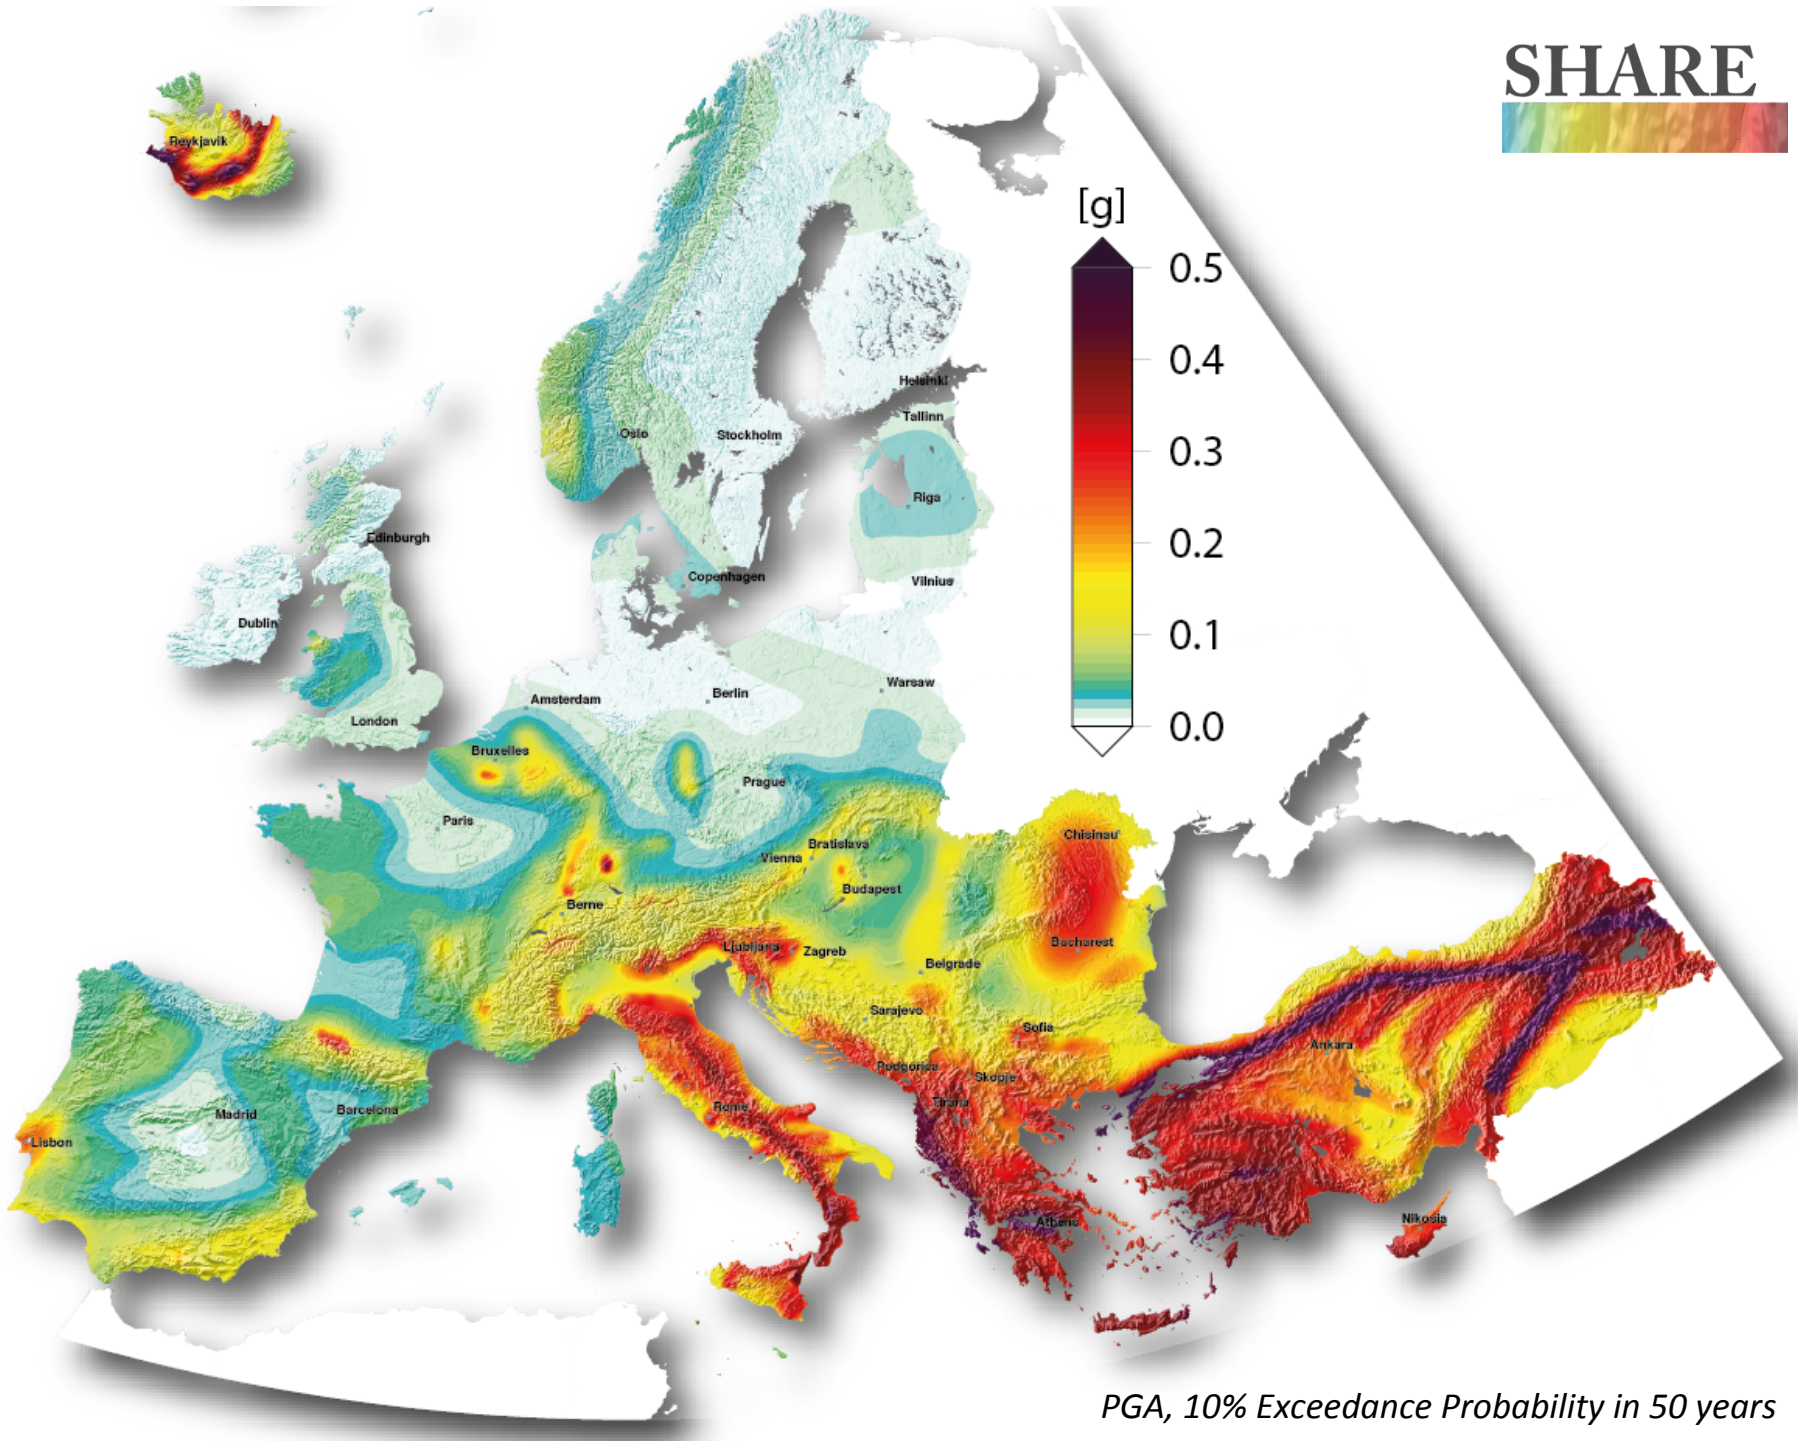 SHARE
Reykjavik
[g]
0.5
0.4
0.3
0.2
0.1
0.0
Helsinki
Tallinn
Oslo
Stockholm
Riga
Edinburgh
Copenhagen
Vilnius
Dublin
Warsaw
Berlin
Amsterdam
London
Bruxelles
Prague
Paris
Chisinau
Bratislava
Vienna
Budapest
Berne
Bucharest
Ljubljana
Zagreb
Belgrade
Sarajevo
Sofia
Ankara
Podgorica
Skopje
Tirana
Rome
Madrid
Barcelona
Lisbon
Athens
Nikosia
PGA, 10% Exceedance Probability in 50 years